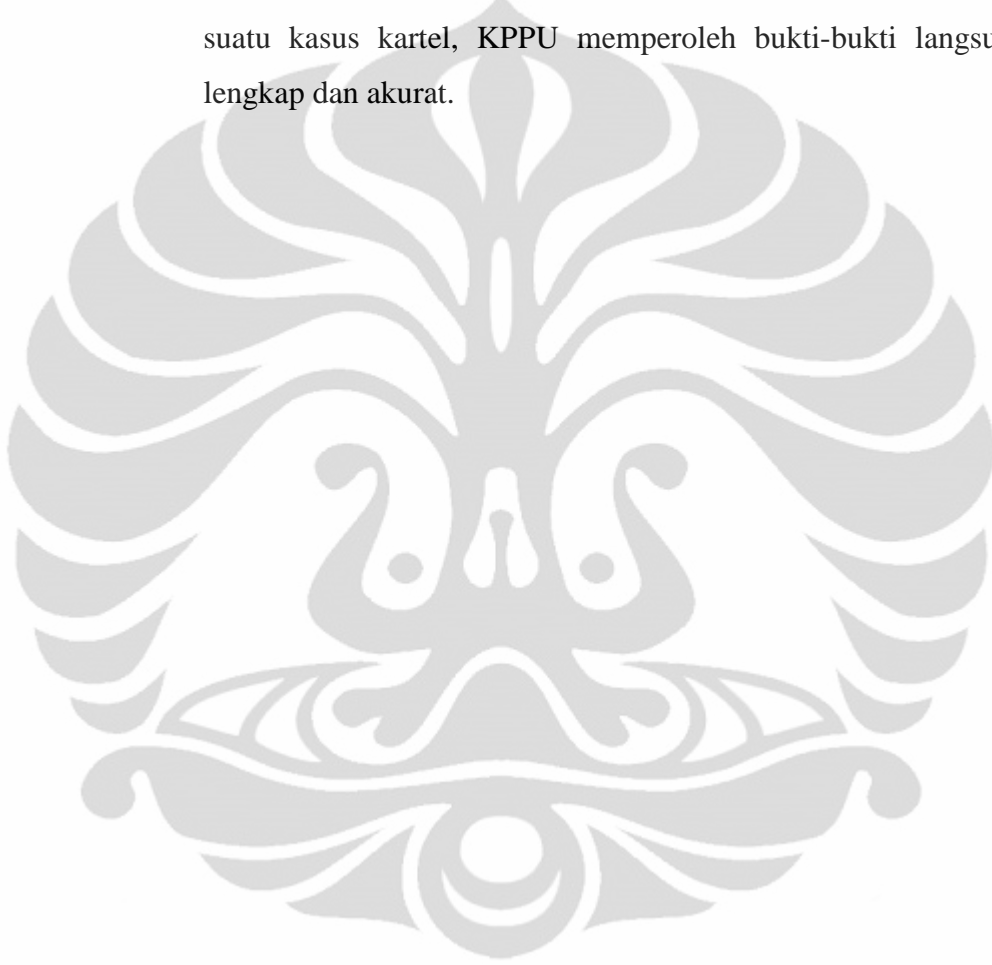 suatu kasus kartel, KPPU memperoleh bukti-bukti langsu
lengkap dan akurat.